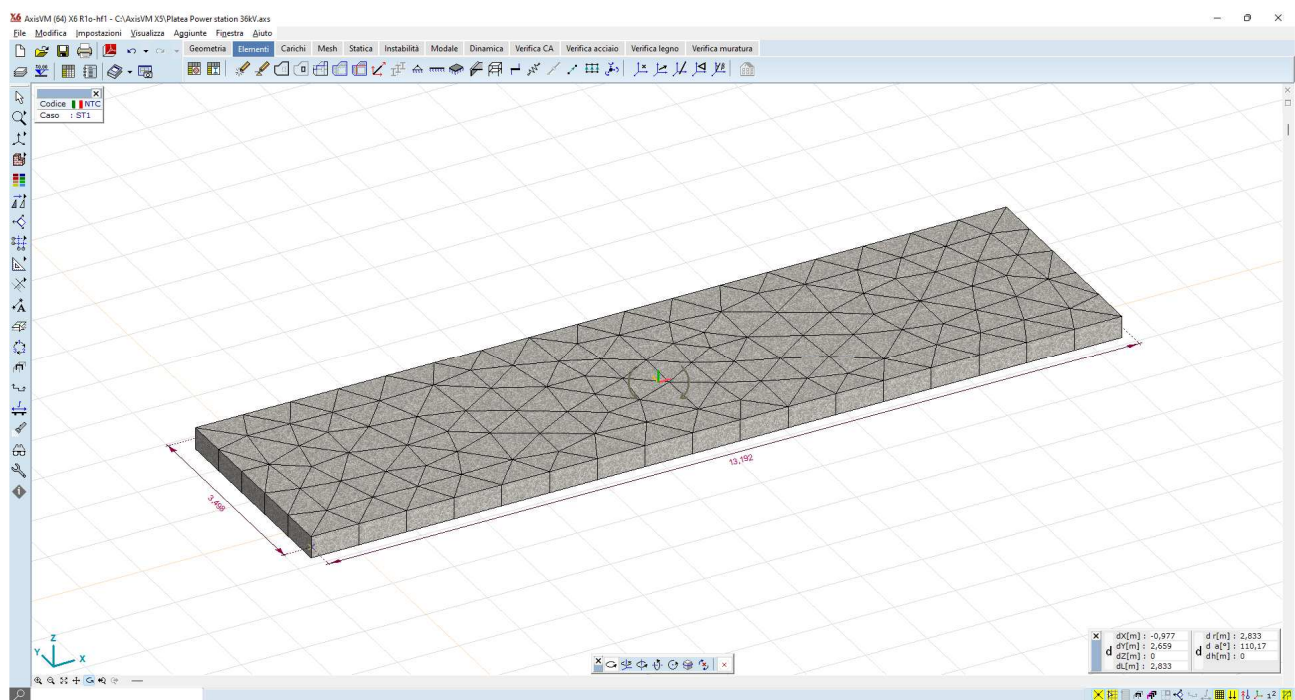 X6 AxisVM (64) X6 R1o-hf1 - C:\AxisVM X5\Platea Power station 36kV.axs
File Modifica Impostazioni Visualizza Aggiunte Finestra Aiuto
Geometria Elementi Carichi Mesh Statica Instabilità Modale Dinamica Verifica CA Verifica acciaio Verifica legno Verifica muratura
Codice NTC
Caso : ST1
13,192
Z
Y
X
dX[m] : -0,977
dY[m] : 2,659
dZ[m] : 0
dL[m] : 2,833
d
d r[m] : 2,833
d a[°] : 110,17
dh[m] : 0
d